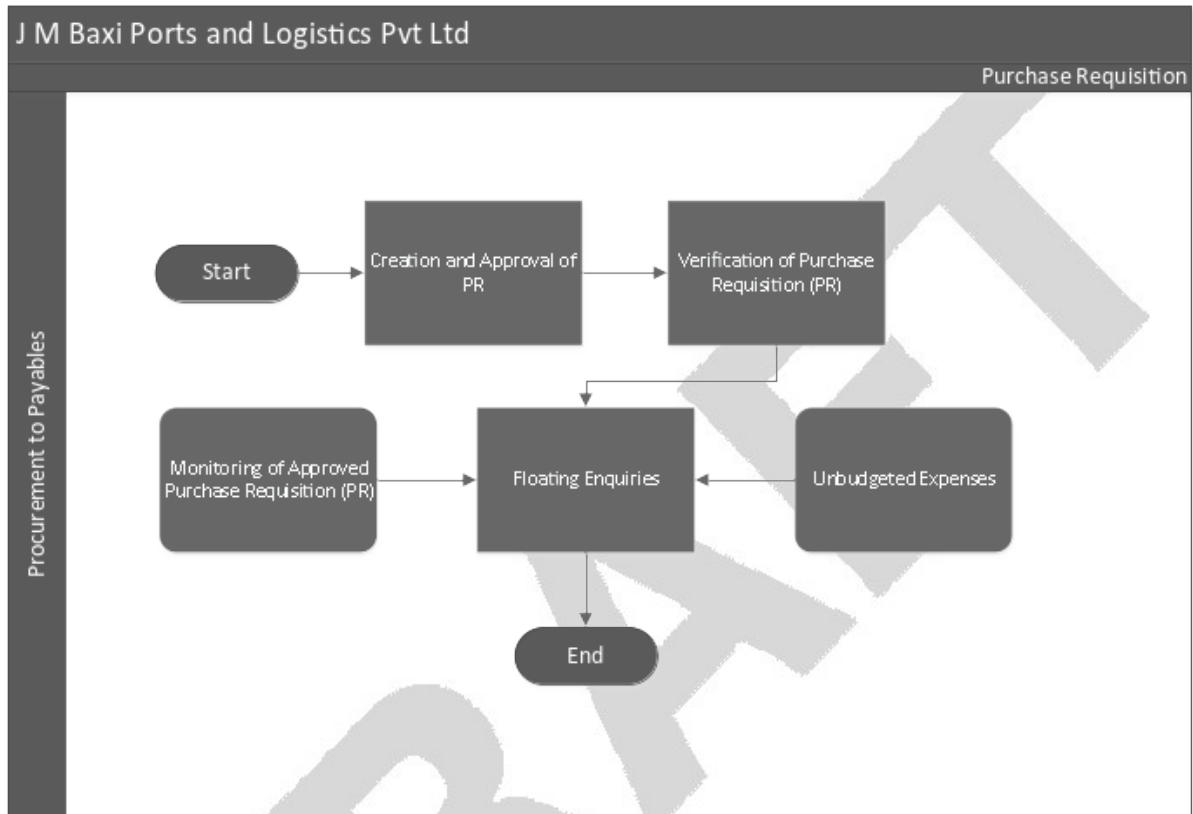 J M Baxi Ports and Logistics Pvt Ltd
Purchase Requisition
Procurement to Payables
Start
Creation and Approval of
PR
Verification of Purchase
Requisition (PR)
Monitoring of Approved
Purchase Requisition (PR)
Floating Enquiries
Unbudgeted Expenses
End